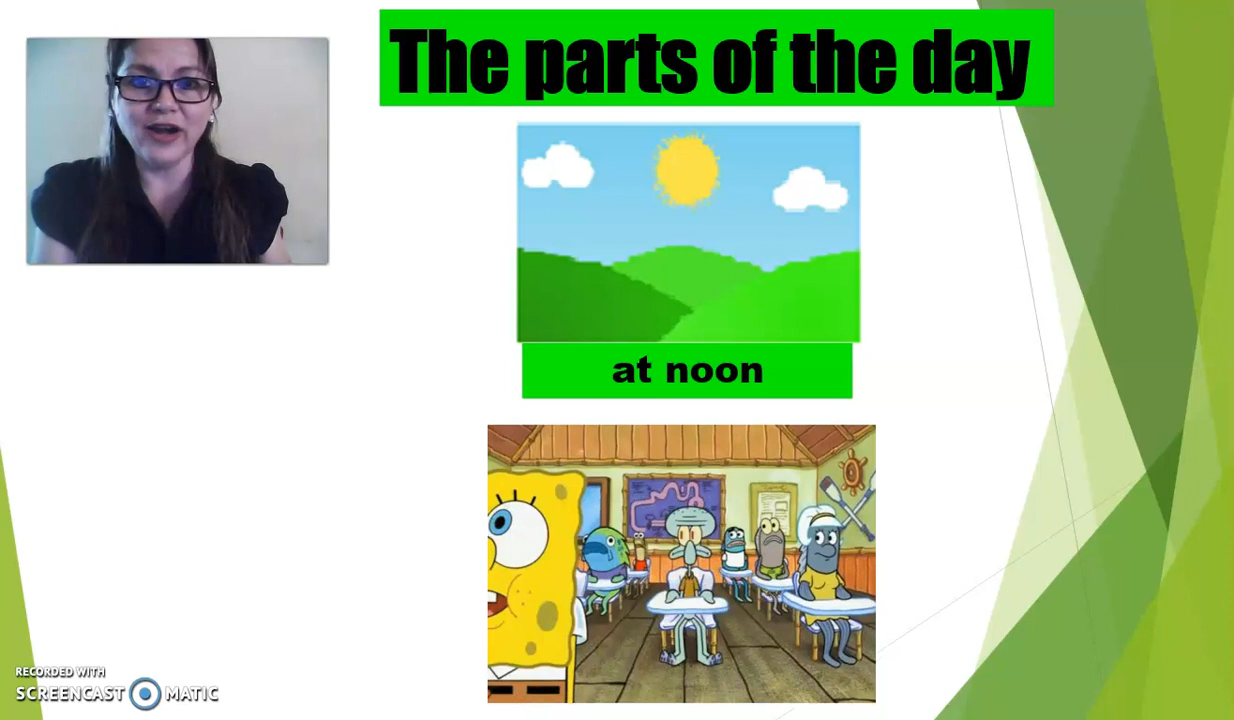 The parts of the day
at noon
RECORDED WITH
SCREENCAST MATIC